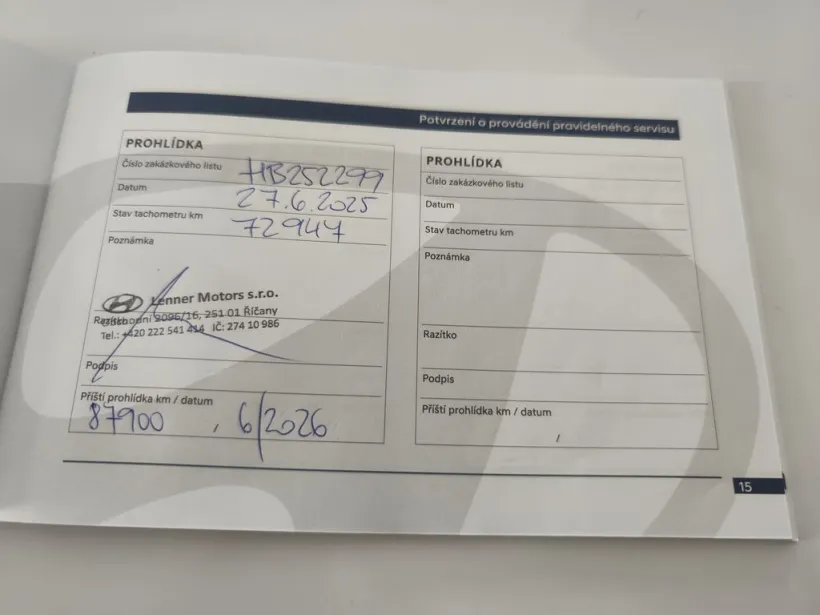 Potvrzení o provádění pravidelného servisu
PROHLÍDKA
Číslo zakázkového listu HB252299
Datum 27.6.2025
Stav tachometru km 72947
Poznámka
Lenner Motors s.r.o.
2096/16, 251 01 Říčany
Razítko
Tel.: +420 222 541 414 IČ: 274 10 986
Podpis
Příští prohlídka km / datum
87900 , 6/2026
PROHLÍDKA
Číslo zakázkového listu
Datum
Stav tachometru km
Poznámka
Razítko
Podpis
Příští prohlídka km / datum
/
15